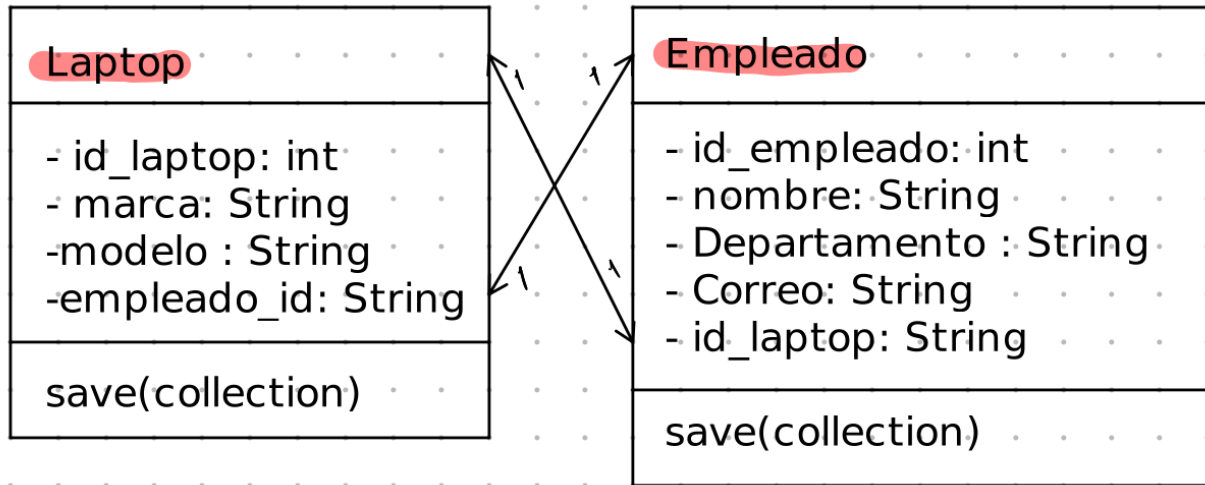 Laptop
- id_laptop: int
- marca: String
-modelo : String
-empleado_id: String
save(collection)
1
1
1
1
Empleado
- id_empleado: int
- nombre: String
- Departamento : String
- Correo: String
- id_laptop: String
save(collection)